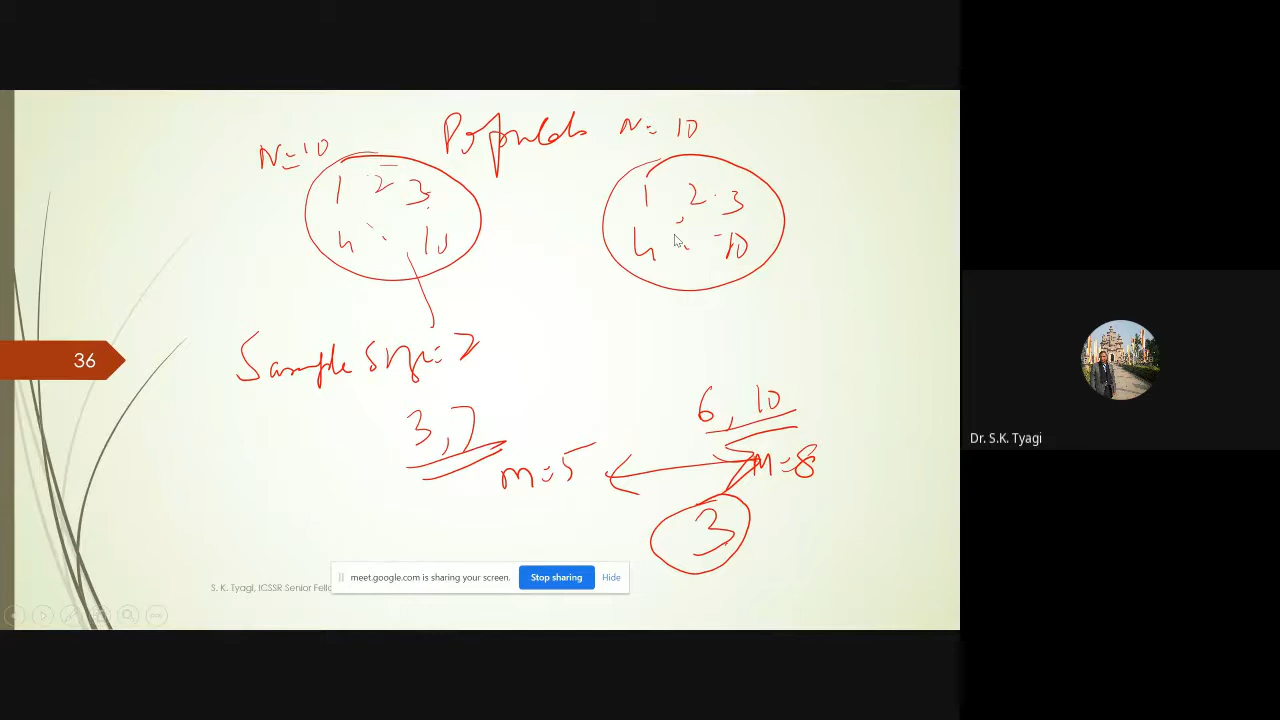 N=10
N= 10
1 2 3
4 10
1 2 3
4 10
Sample Size=2
3,7
6, 10
m=5
M=8
3
36
Dr. S.K. Tyagi
meet.google.com is sharing your screen.
Stop sharing
Hide
S. K. Tyagi, ICSSR Senior